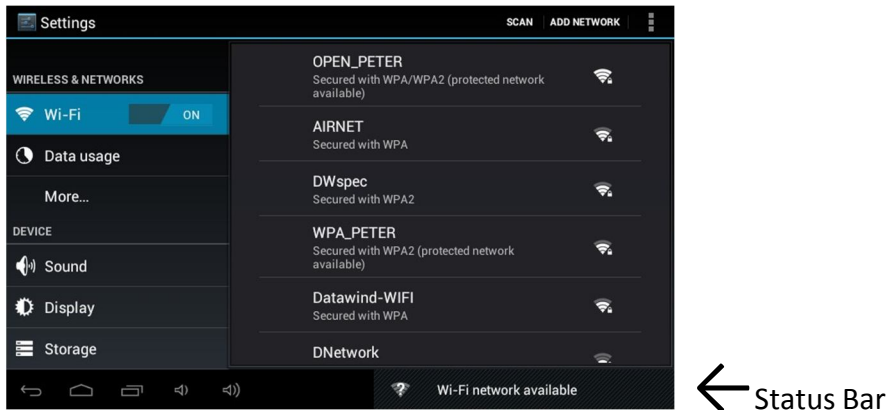 Settings
SCAN
ADD NETWORK
WIRELESS & NETWORKS
Wi-Fi
ON
Data usage
More...
DEVICE
Sound
Display
Storage
OPEN_PETER
Secured with WPA/WPA2 (protected network
available)
AIRNET
Secured with WPA
DWspec
Secured with WPA2
WPA_PETER
Secured with WPA2 (protected network
available)
Datawind-WIFI
Secured with WPA
DNetwork
Wi-Fi network available
Status Bar